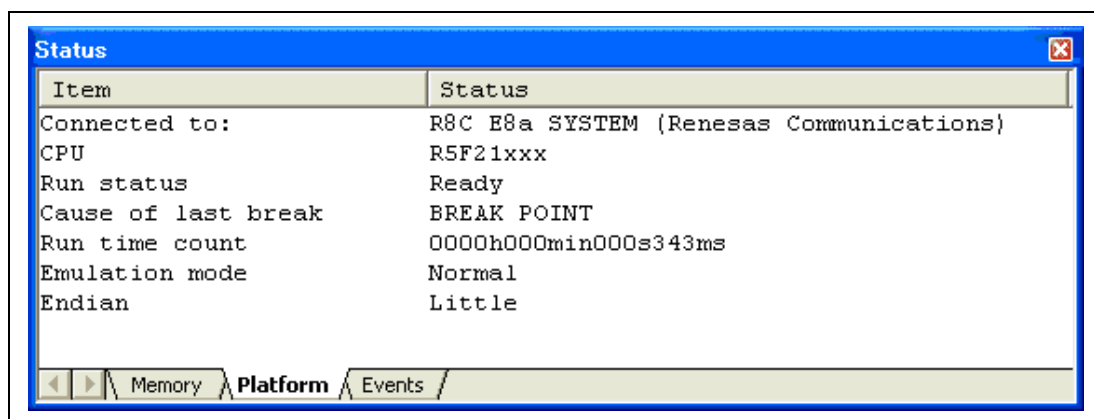 Status
Item Status
Connected to: R8C E8a SYSTEM (Renesas Communications)
CPU R5F21xxx
Run status Ready
Cause of last break BREAK POINT
Run time count 0000h000min000s343ms
Emulation mode Normal
Endian Little
Memory Platform Events